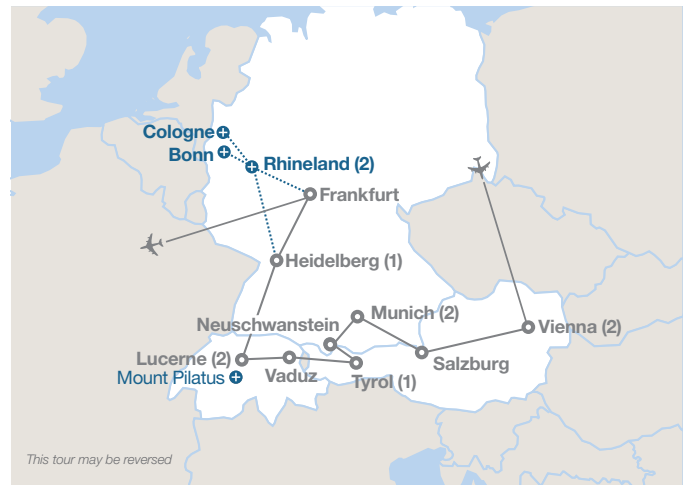 Cologne
Bonn
Rhineland (2)
Frankfurt
Heidelberg (1)
Munich (2)
Neuschwanstein
Vienna (2)
Lucerne (2)
Salzburg
Mount Pilatus
Vaduz
Tyrol (1)
This tour may be reversed